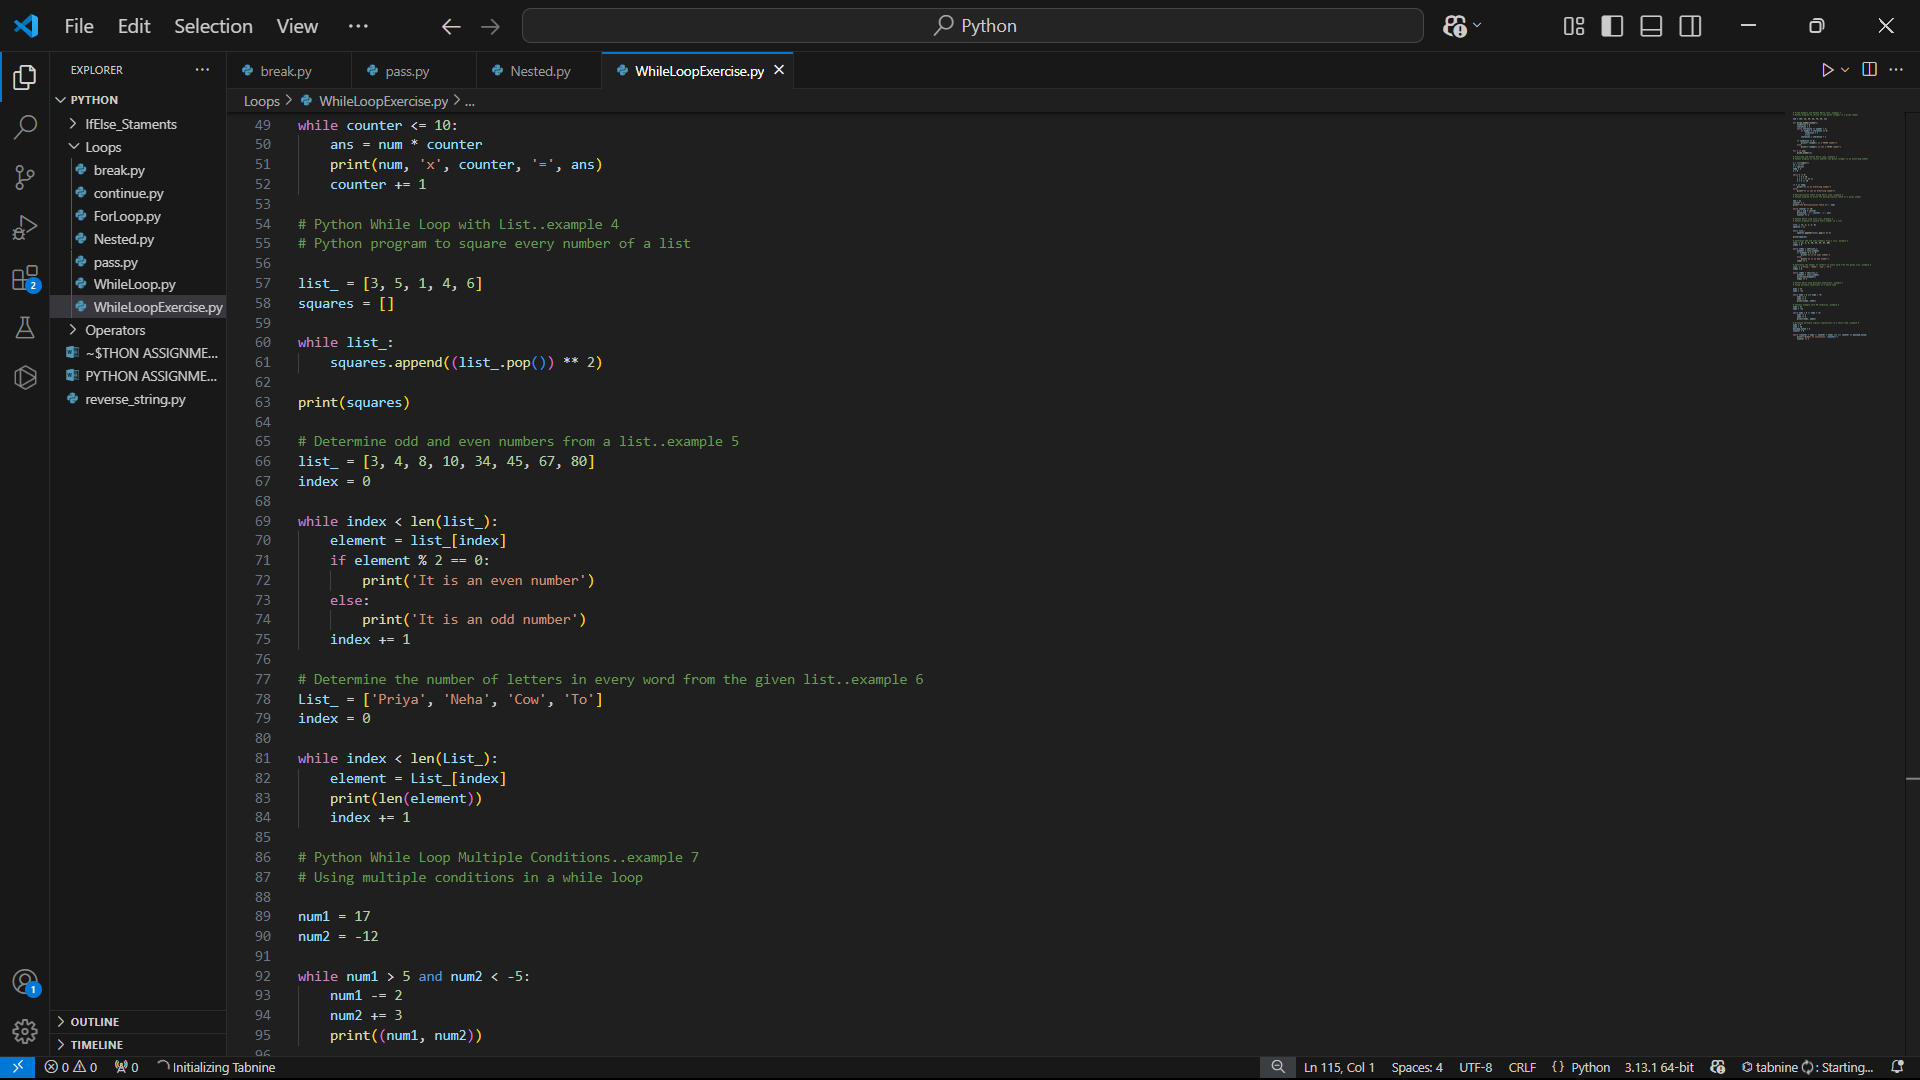 File Edit Selection View ...
Python
EXPLORER ...
break.py pass.py Nested.py WhileLoopExercise.py
Loops > WhileLoopExercise.py > ...
PYTHON
IfElse_Staments
Loops
break.py
continue.py
ForLoop.py
Nested.py
pass.py
WhileLoop.py
WhileLoopExercise.py
Operators
~$THON ASSIGNME...
PYTHON ASSIGNME...
reverse_string.py
OUTLINE
TIMELINE
2
1
49 while counter <= 10:
50 ans = num * counter
51 print(num, 'x', counter, '=', ans)
52 counter += 1
53
54 # Python While Loop with List..example 4
55 # Python program to square every number of a list
56
57 list_ = [3, 5, 1, 4, 6]
58 squares = []
59
60 while list_:
61 squares.append((list_.pop()) ** 2)
62
63 print(squares)
64
65 # Determine odd and even numbers from a list..example 5
66 list_ = [3, 4, 8, 10, 34, 45, 67, 80]
67 index = 0
68
69 while index < len(list_):
70 element = list_[index]
71 if element % 2 == 0:
72 print('It is an even number')
73 else:
74 print('It is an odd number')
75 index += 1
76
77 # Determine the number of letters in every word from the given list..example 6
78 List_ = ['Priya', 'Neha', 'Cow', 'To']
79 index = 0
80
81 while index < len(List_):
82 element = List_[index]
83 print(len(element))
84 index += 1
85
86 # Python While Loop Multiple Conditions..example 7
87 # Using multiple conditions in a while loop
88
89 num1 = 17
90 num2 = -12
91
92 while num1 > 5 and num2 < -5:
93 num1 -= 2
94 num2 += 3
95 print((num1, num2))
96
0 0 0 Initializing Tabnine
Ln 115, Col 1 Spaces: 4 UTF-8 CRLF {} Python 3.13.1 64-bit tabnine : Starting...